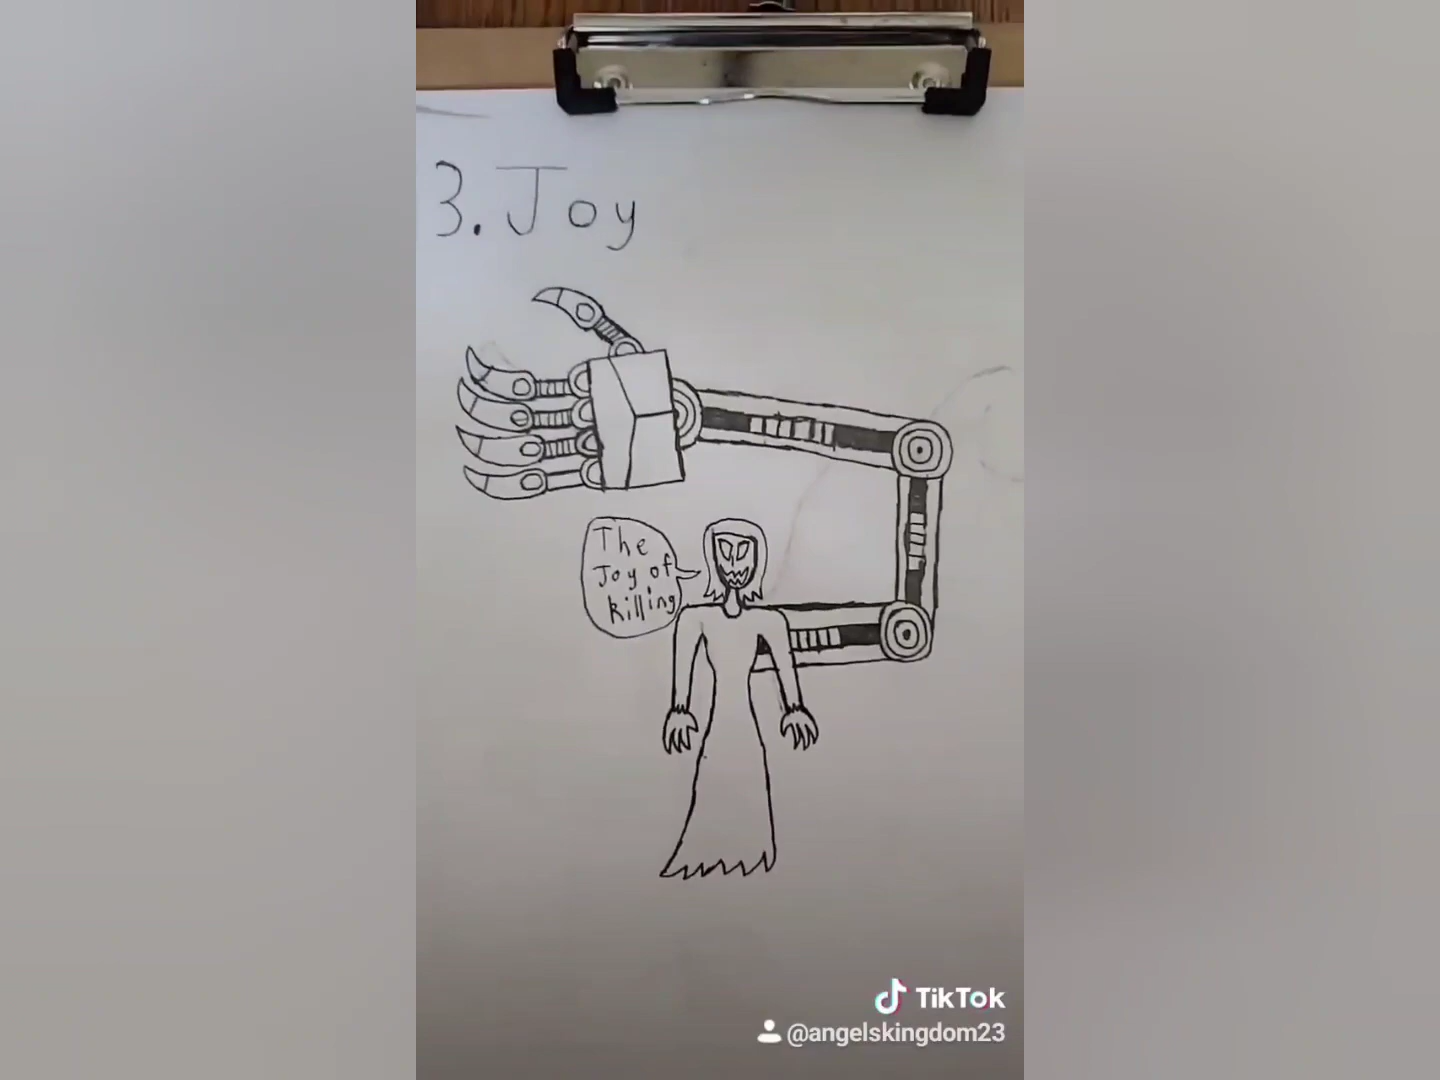 3. Joy
The
Joy of
killing
TikTok
@angelskingdom23